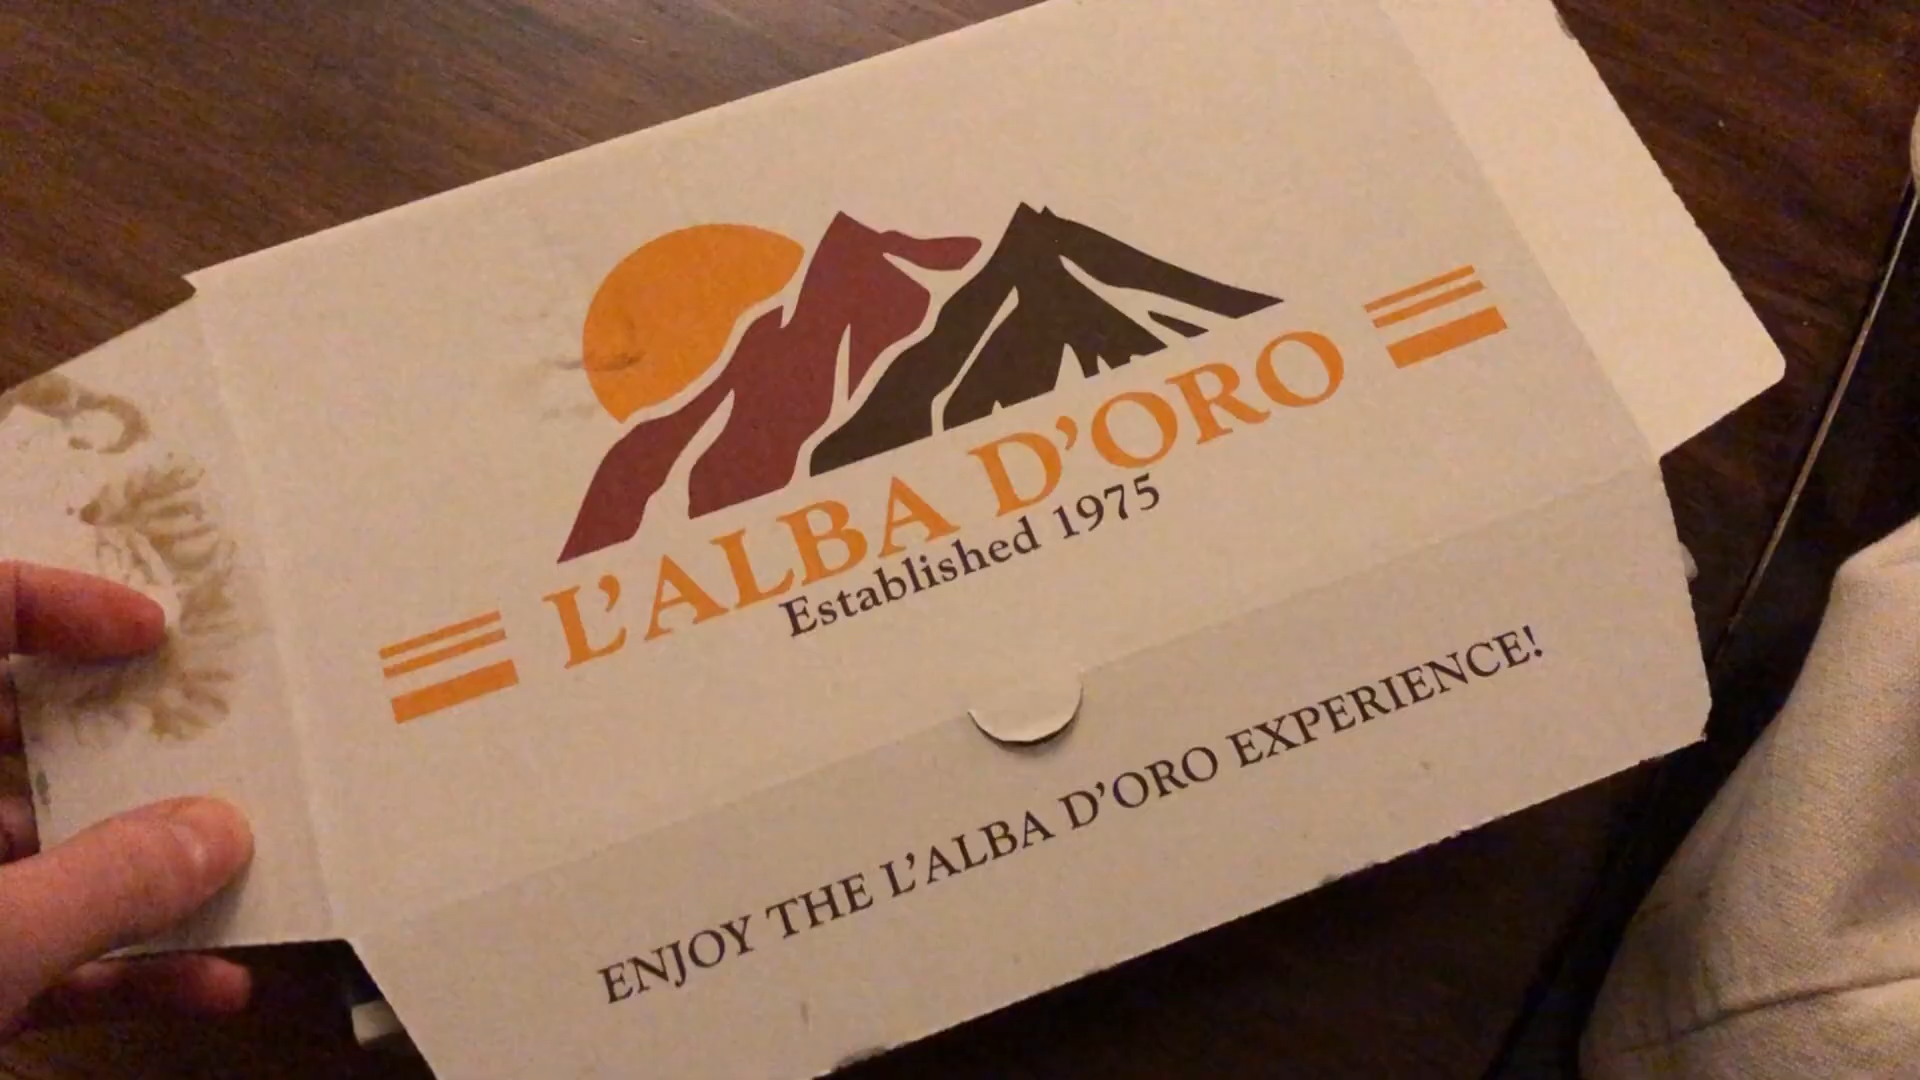 L'ALBA D'ORO
Established 1975
ENJOY THE L'ALBA D'ORO EXPERIENCE!